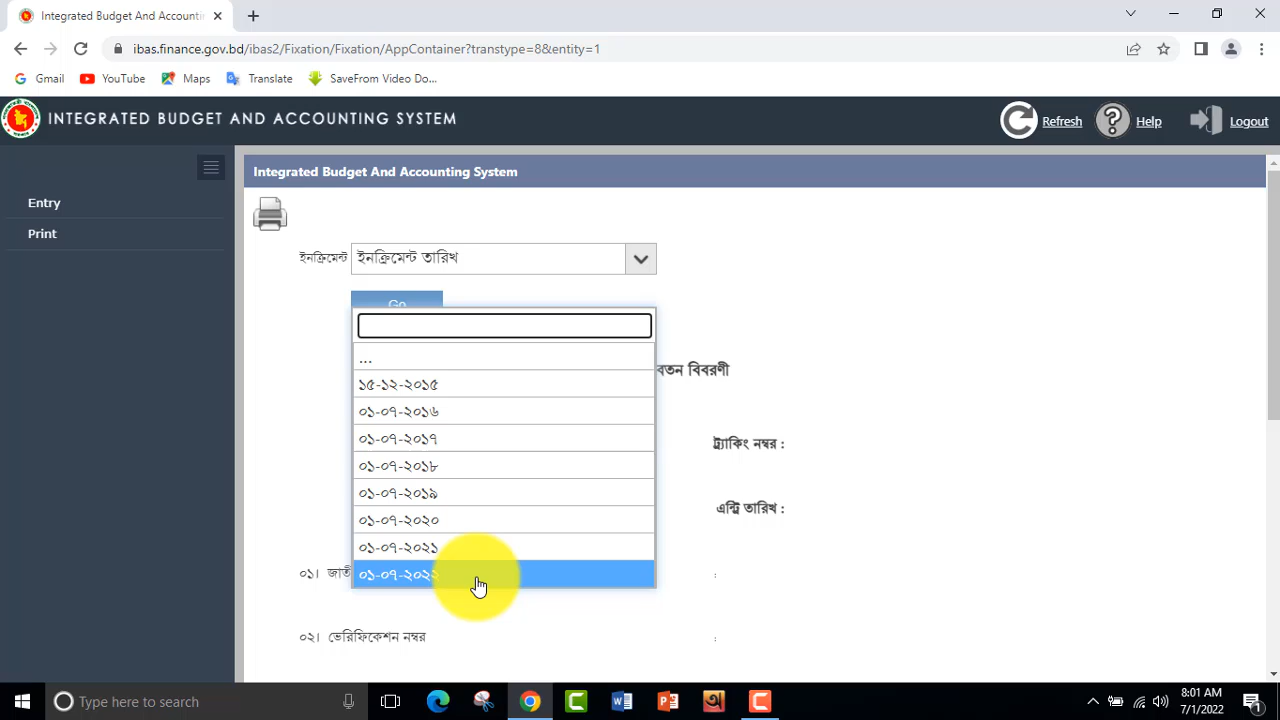 Integrated Budget And Accountin
ibas.finance.gov.bd/ibas2/Fixation/Fixation/AppContainer?transtype=8&entity=1
Gmail YouTube Maps Translate SaveFrom Video Do...
INTEGRATED BUDGET AND ACCOUNTING SYSTEM
Refresh Help Logout
Integrated Budget And Accounting System
Entry
Print
ইনক্রিমেন্ট ইনক্রিমেন্ট তারিখ
Go
...
১৫-১২-২০১৫
০১-০৭-২০১৬
০১-০৭-২০১৭
০১-০৭-২০১৮
০১-০৭-২০১৯
০১-০৭-২০২০
০১-০৭-২০২১
০১-০৭-২০২২
বেতন বিবরণী
ট্র্যাকিং নম্বর :
এন্ট্রি তারিখ :
০১। জাতী :
০২। ভেরিফিকেশন নম্বর :
Type here to search
8:01 AM
7/1/2022